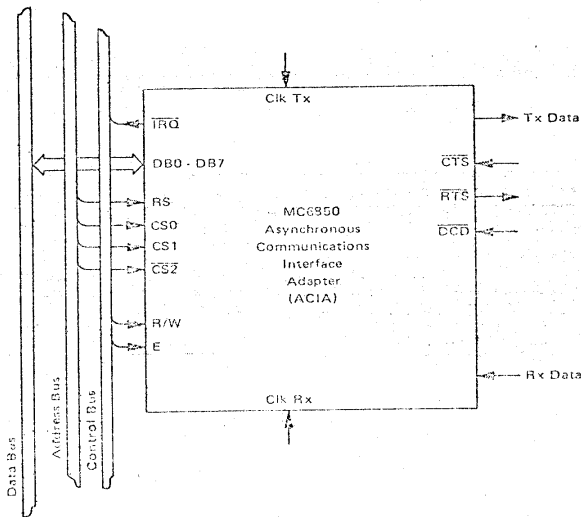 Clk Tx
IRQ
DB0 - DB7
RS
CS0
CS1
CS2
R/W
E
MC6850
Asynchronous
Communications
Interface
Adapter
(ACIA)
Tx Data
CTS
RTS
DCD
Rx Data
Clk Rx
Data Bus
Address Bus
Control Bus